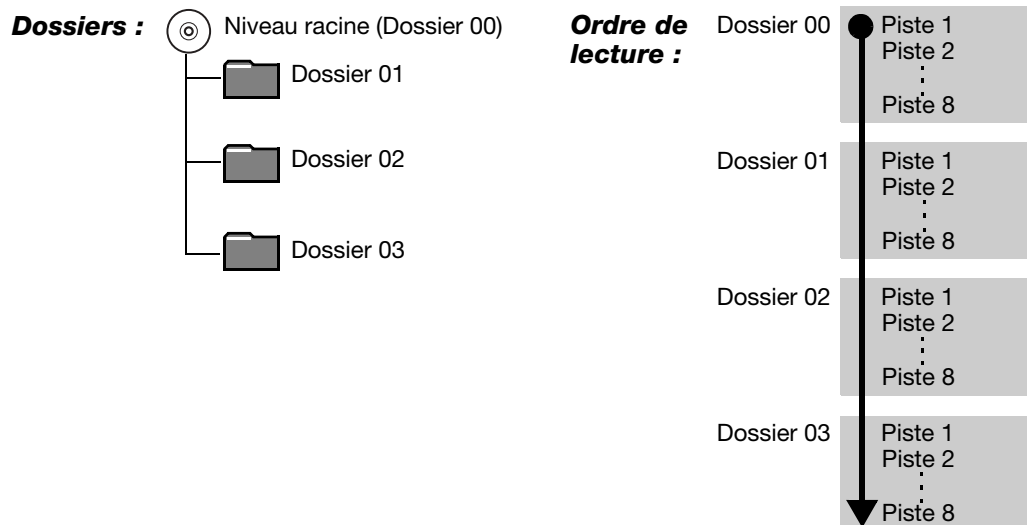 Dossiers :
Niveau racine (Dossier 00)
Dossier 01
Dossier 02
Dossier 03
Ordre de
lecture :
Dossier 00
Piste 1
Piste 2
Piste 8
Dossier 01
Piste 1
Piste 2
Piste 8
Dossier 02
Piste 1
Piste 2
Piste 8
Dossier 03
Piste 1
Piste 2
Piste 8